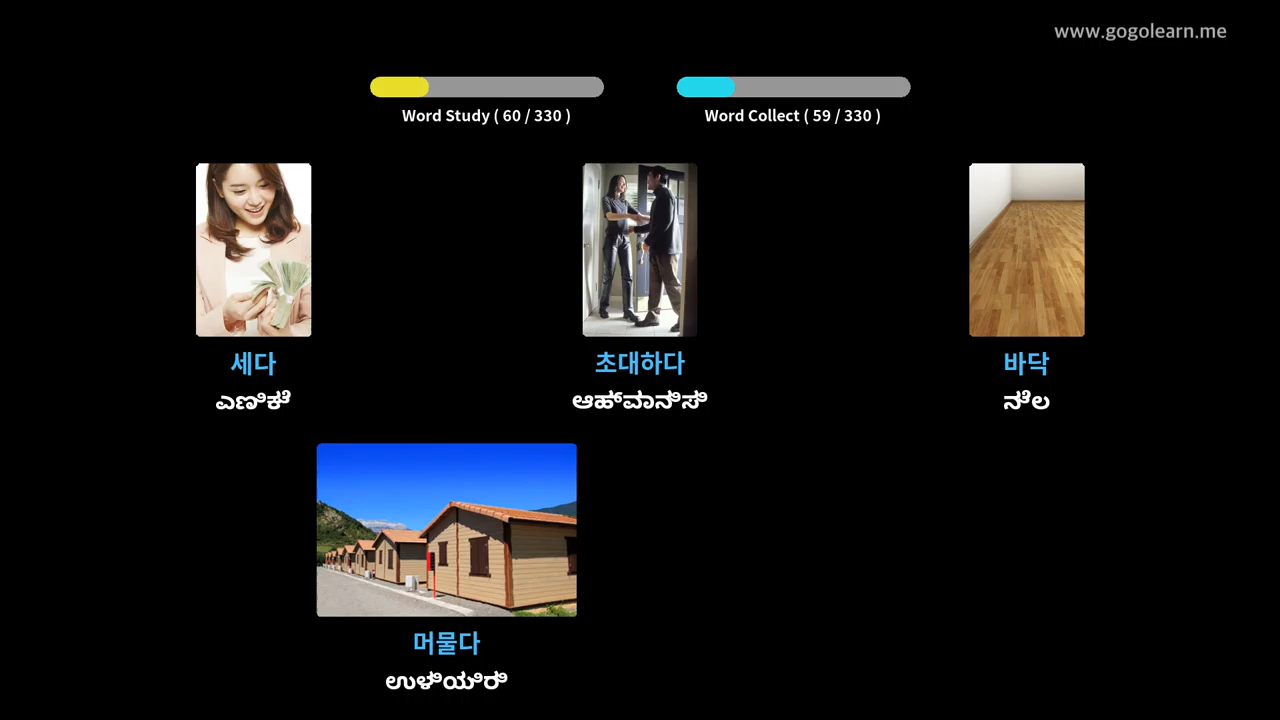 www.gogolearn.me
Word Study ( 60 / 330 )
Word Collect ( 59 / 330 )
세다
ಎಣಿಕೆ
초대하다
ಆಹ್ವಾನಿಸಿ
바닥
ನೆಲ
머물다
ಉಳಿಯಿರಿ